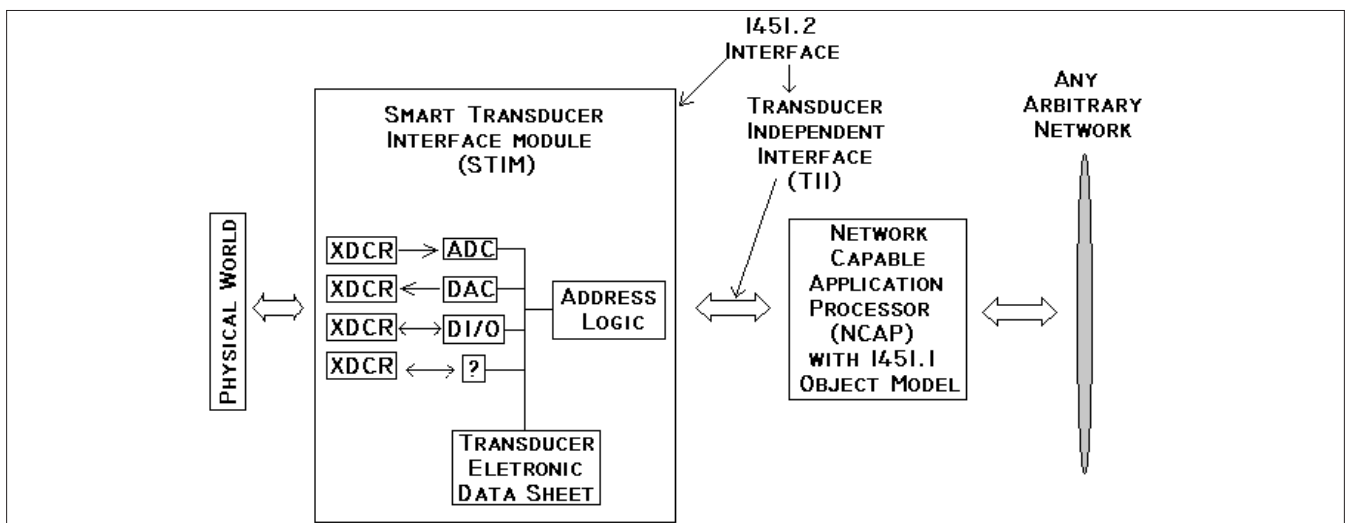 1451.2
INTERFACE
ANY
ARBITRARY
NETWORK
SMART TRANSDUCER
INTERFACE MODULE
(STIM)
TRANSDUCER
INDEPENDENT
INTERFACE
(TII)
PHYSICAL WORLD
XDCR
ADC
XDCR
DAC
XDCR
DI/O
XDCR
?
ADDRESS
LOGIC
TRANSDUCER
ELETRONIC
DATA SHEET
NETWORK
CAPABLE
APPLICATION
PROCESSOR
(NCAP)
WITH 1451.1
OBJECT MODEL